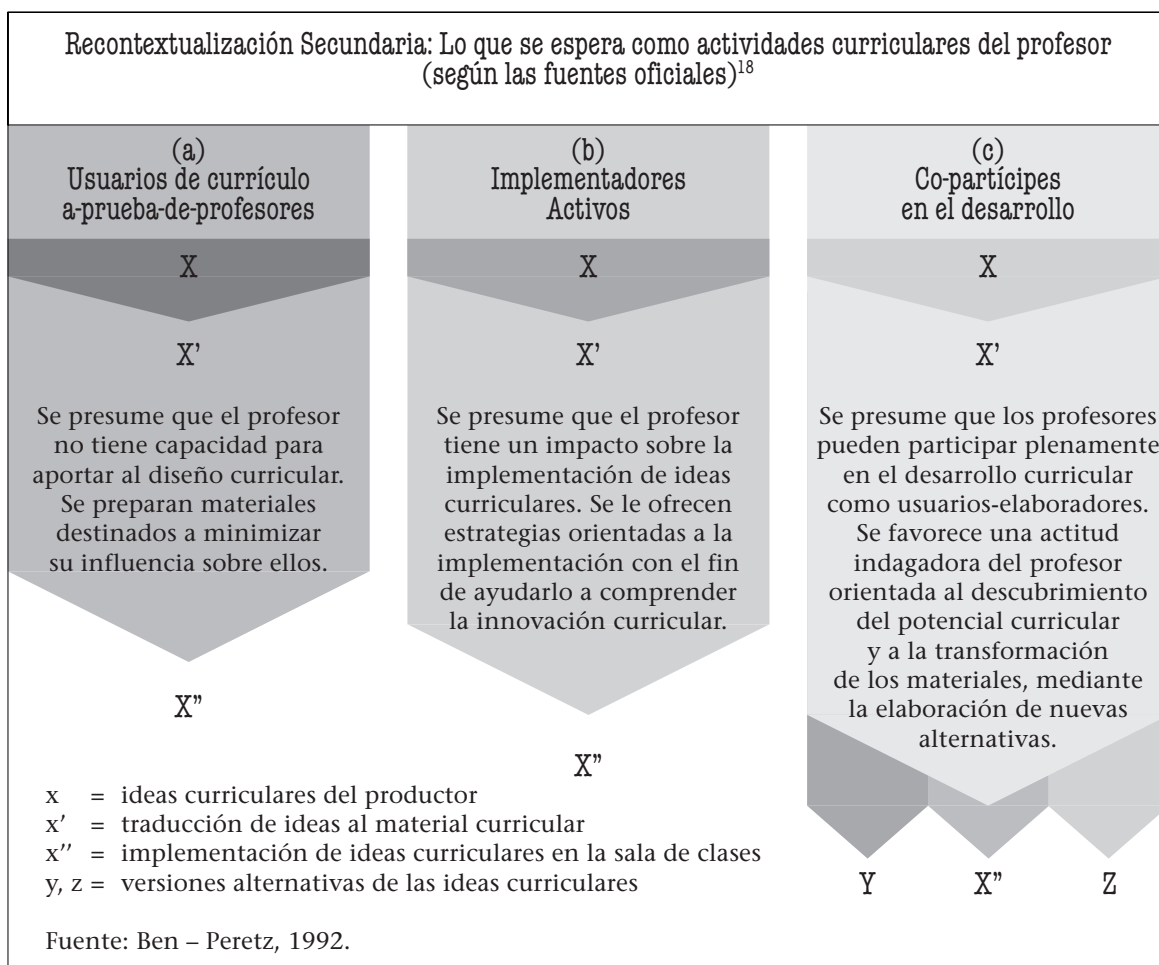 Recontextualización Secundaria: Lo que se espera como actividades curriculares del profesor
(según las fuentes oficiales)18
(a)
Usuarios de currículo
a-prueba-de-profesores
X
X’
Se presume que el profesor
no tiene capacidad para
aportar al diseño curricular.
Se preparan materiales
destinados a minimizar
su influencia sobre ellos.
X”
(b)
Implementadores
Activos
X
X’
Se presume que el profesor
tiene un impacto sobre la
implementación de ideas
curriculares. Se le ofrecen
estrategias orientadas a la
implementación con el fin
de ayudarlo a comprender
la innovación curricular.
X”
(c)
Co-partícipes
en el desarrollo
X
X’
Se presume que los profesores
pueden participar plenamente
en el desarrollo curricular
como usuarios-elaboradores.
Se favorece una actitud
indagadora del profesor
orientada al descubrimiento
del potencial curricular
y a la transformación
de los materiales, mediante
la elaboración de nuevas
alternativas.
Y X” Z
x = ideas curriculares del productor
x' = traducción de ideas al material curricular
x'' = implementación de ideas curriculares en la sala de clases
y, z = versiones alternativas de las ideas curriculares
Fuente: Ben – Peretz, 1992.